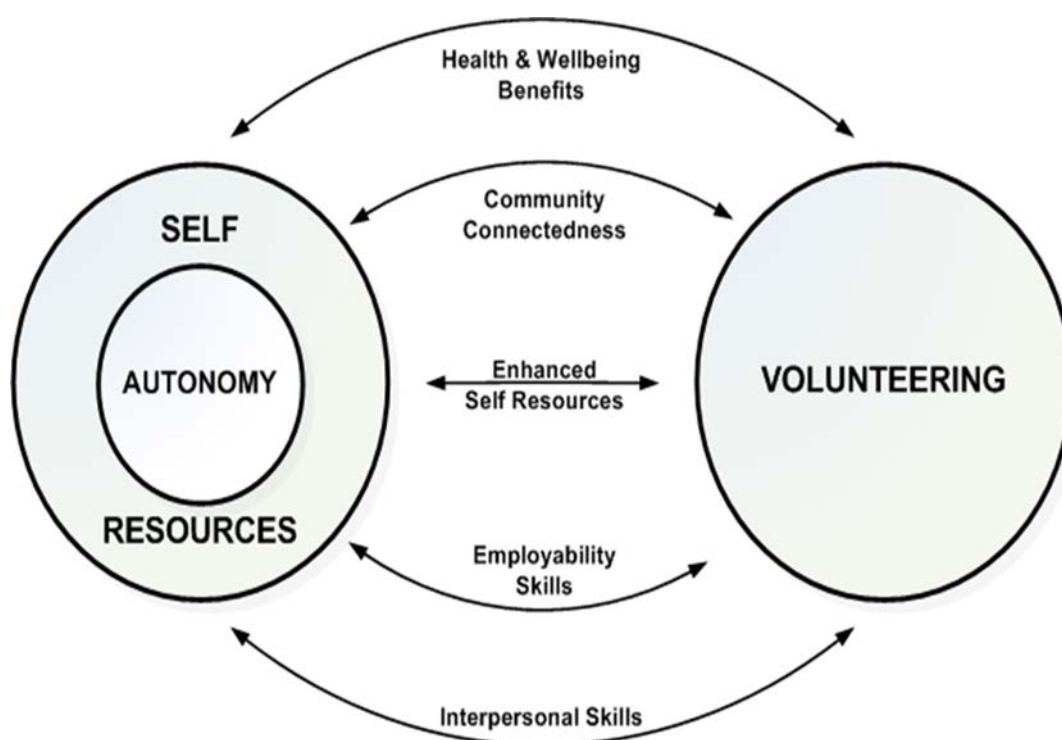 Health & Wellbeing
Benefits
Community
Connectedness
SELF
AUTONOMY
RESOURCES
Enhanced
Self Resources
VOLUNTEERING
Employability
Skills
Interpersonal Skills